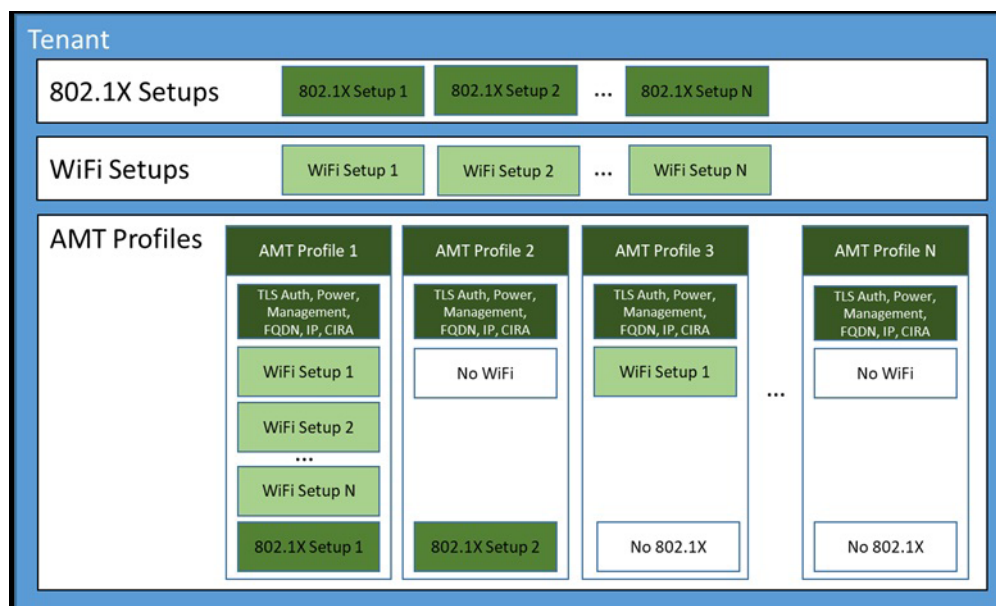 Tenant
802.1X Setups
802.1X Setup 1
802.1X Setup 2
...
802.1X Setup N
WiFi Setups
WiFi Setup 1
WiFi Setup 2
...
WiFi Setup N
AMT Profiles
AMT Profile 1
TLS Auth, Power,
Management,
FQDN, IP, CIRA
WiFi Setup 1
WiFi Setup 2
...
WiFi Setup N
802.1X Setup 1
AMT Profile 2
TLS Auth, Power,
Management,
FQDN, IP, CIRA
No WiFi
802.1X Setup 2
AMT Profile 3
TLS Auth, Power,
Management,
FQDN, IP, CIRA
WiFi Setup 1
No 802.1X
...
AMT Profile N
TLS Auth, Power,
Management,
FQDN, IP, CIRA
No WiFi
No 802.1X